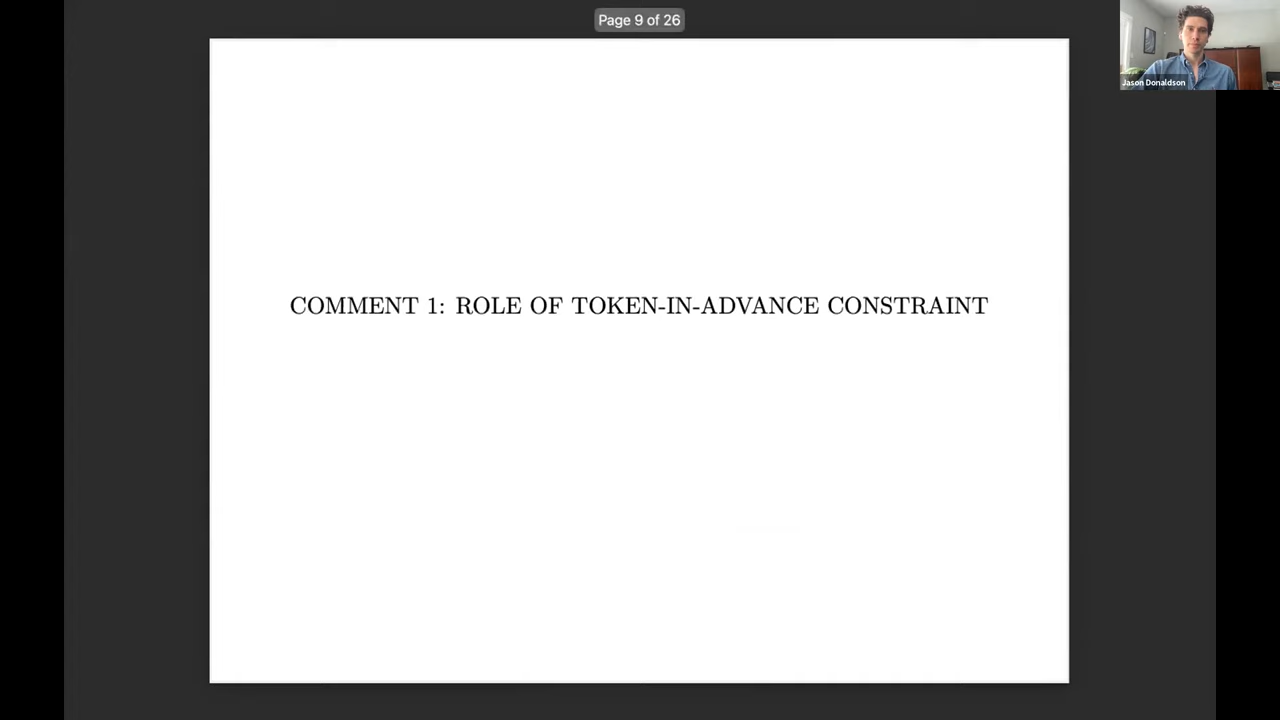 Page 9 of 26
Jason Donaldson
COMMENT 1: ROLE OF TOKEN-IN-ADVANCE CONSTRAINT